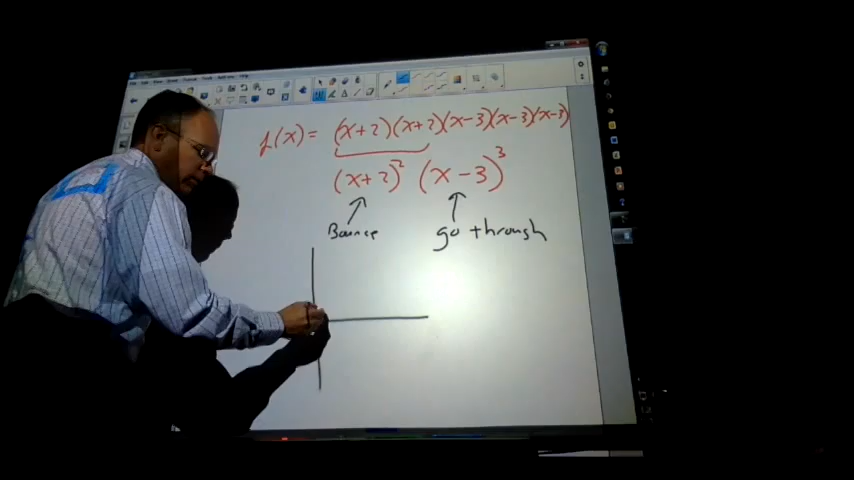 f(x) = (x+2)(x+2)(x-3)(x-3)(x-3)
(x+2)² (x-3)³
Bounce go through